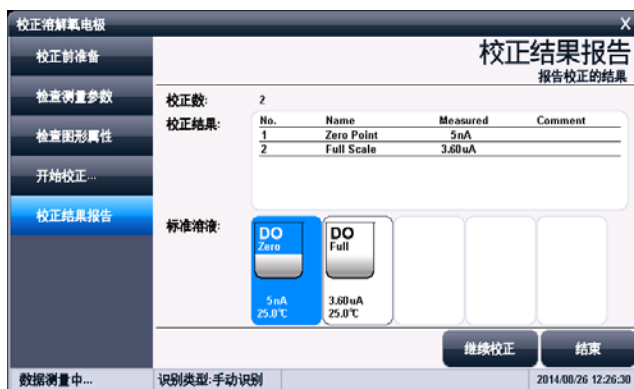 校正溶解氧电极 X
校正前准备
检查测量参数
检查图形属性
开始校正...
校正结果报告
校正结果报告
报告校正的结果
校正数: 2
校正结果:
No. Name Measured Comment
1 Zero Point 5nA
2 Full Scale 3.60uA
标准溶液:
DO DO
Zero Full
5nA 3.60uA
25.0℃ 25.0℃
继续校正 结束
数据测量中... 识别类型:手动识别 2014/08/26 12:26:30